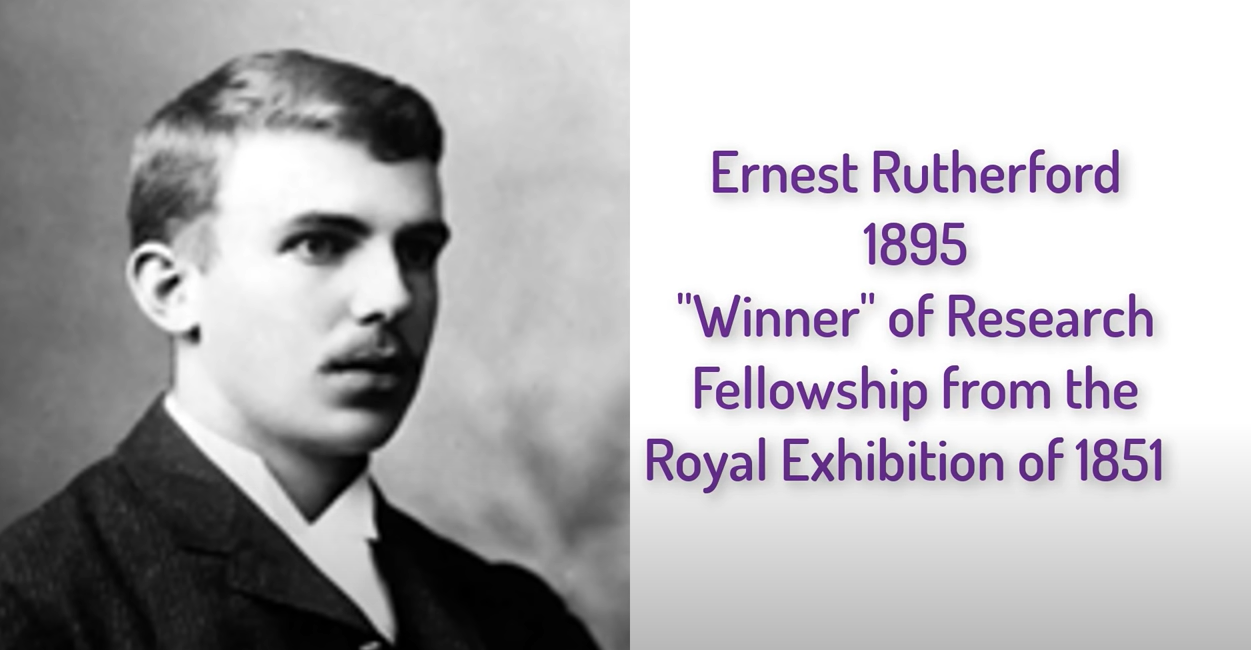 Ernest Rutherford
1895
"Winner" of Research
Fellowship from the
Royal Exhibition of 1851